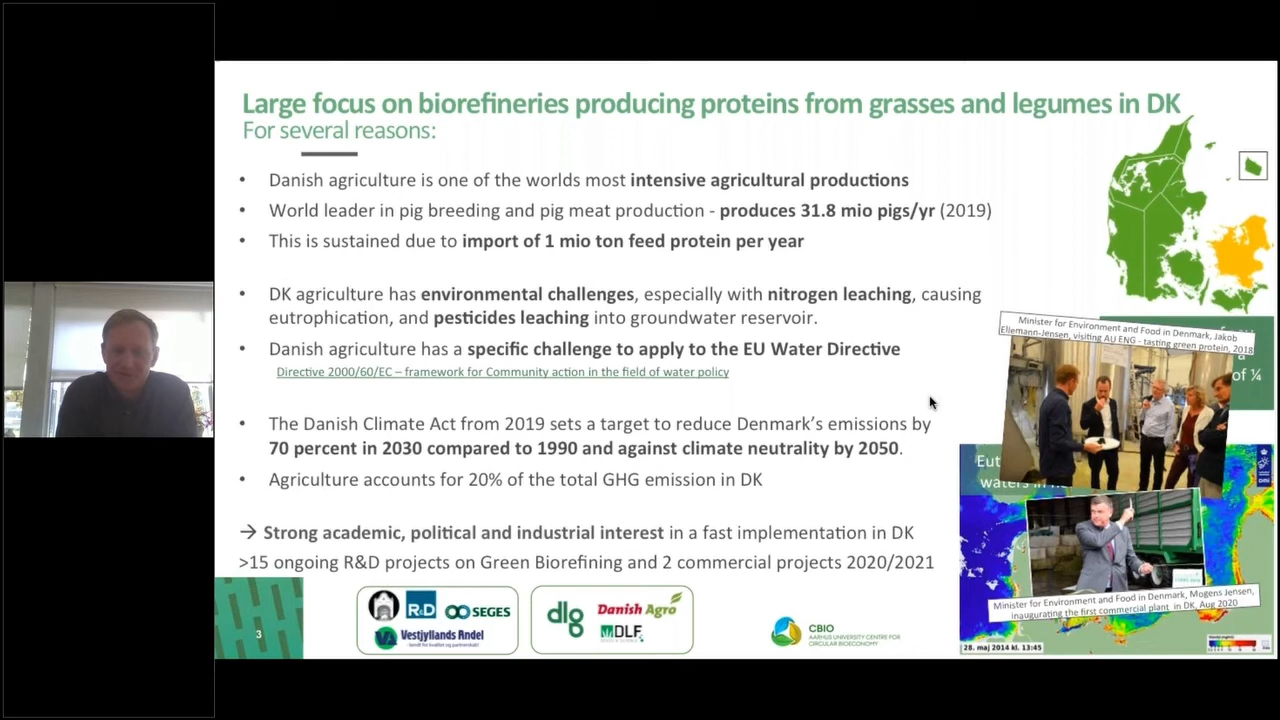 Large focus on biorefineries producing proteins from grasses and legumes in DK
For several reasons:
• Danish agriculture is one of the worlds most intensive agricultural productions
• World leader in pig breeding and pig meat production - produces 31.8 mio pigs/yr (2019)
• This is sustained due to import of 1 mio ton feed protein per year
• DK agriculture has environmental challenges, especially with nitrogen leaching, causing
eutrophication, and pesticides leaching into groundwater reservoir.
• Danish agriculture has a specific challenge to apply to the EU Water Directive
Directive 2000/60/EC – framework for Community action in the field of water policy
• The Danish Climate Act from 2019 sets a target to reduce Denmark's emissions by
70 percent in 2030 compared to 1990 and against climate neutrality by 2050.
• Agriculture accounts for 20% of the total GHG emission in DK
→ Strong academic, political and industrial interest in a fast implementation in DK
>15 ongoing R&D projects on Green Biorefining and 2 commercial projects 2020/2021
Minister for Environment and Food in Denmark, Jakob
Ellemann-Jensen, visiting AU ENG - tasting green protein, 2018
of ¼
Minister for Environment and Food in Denmark, Mogens Jensen,
inaugurating the first commercial plant in DK, Aug 2020
28. maj 2014 kl. 13:45
3
R&D
SEGES
Vestjyllands Andel
dlg
Danish Agro
DLF
CBIO
AARHUS UNIVERSITY CENTRE FOR
CIRCULAR BIOECONOMY